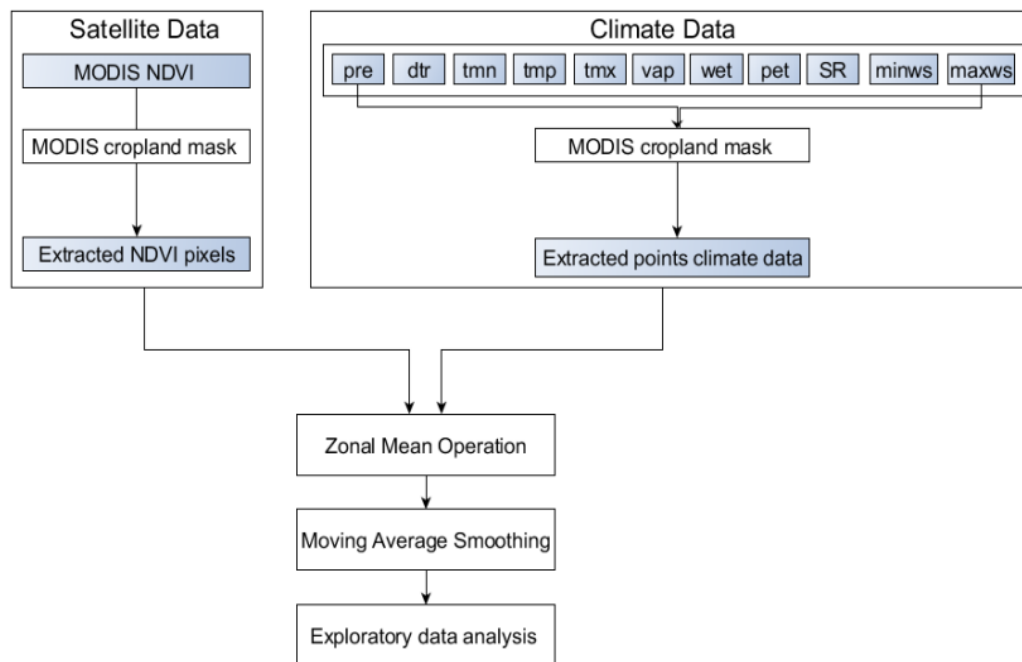 Satellite Data
MODIS NDVI
MODIS cropland mask
Extracted NDVI pixels
Climate Data
pre dtr tmn tmp tmx vap wet pet SR minws maxws
MODIS cropland mask
Extracted points climate data
Zonal Mean Operation
Moving Average Smoothing
Exploratory data analysis